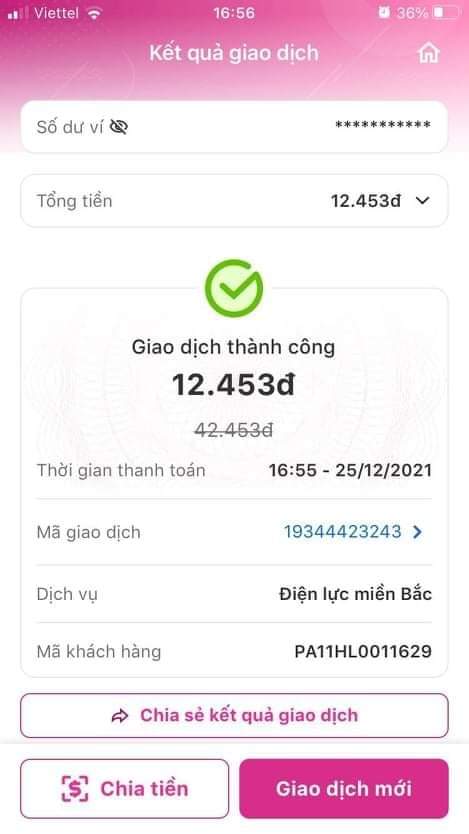 Viettel 16:56 36%
Kết quả giao dịch
Số dư ví ***********
Tổng tiền 12.453đ
Giao dịch thành công
12.453đ
42.453đ
Thời gian thanh toán 16:55 - 25/12/2021
Mã giao dịch 19344423243
Dịch vụ Điện lực miền Bắc
Mã khách hàng PA11HL0011629
Chia sẻ kết quả giao dịch
Chia tiền Giao dịch mới